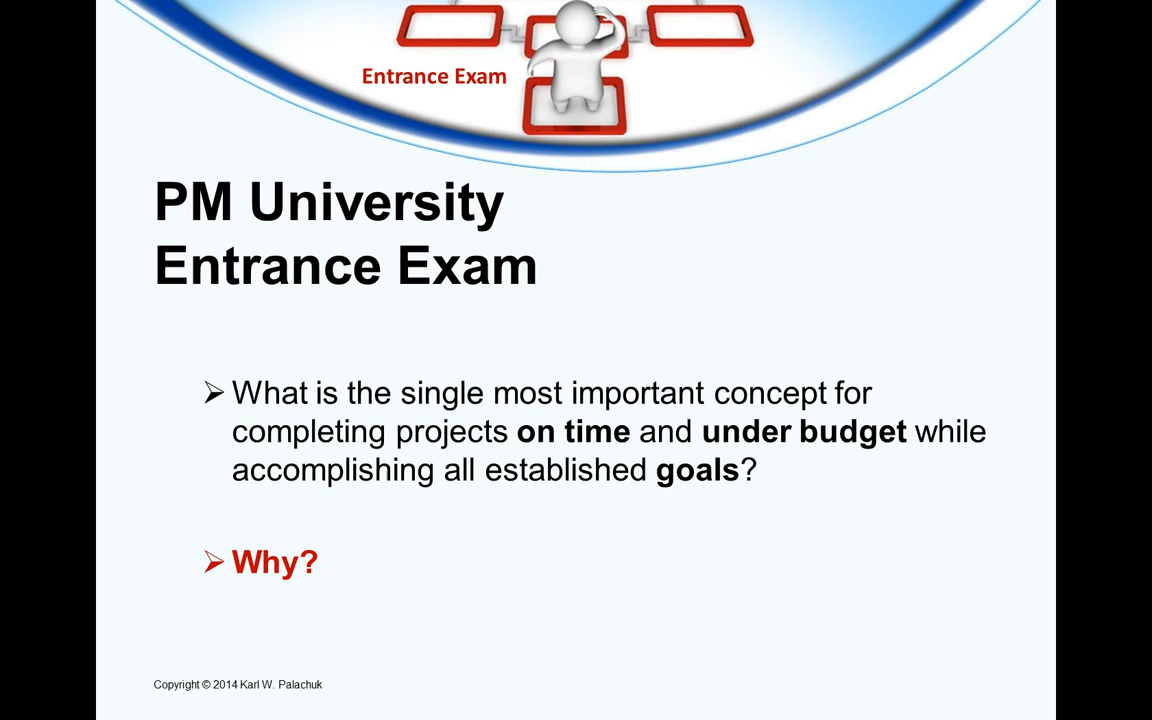 Entrance Exam
PM University
Entrance Exam
What is the single most important concept for
completing projects on time and under budget while
accomplishing all established goals?
Why?
Copyright © 2014 Karl W. Palachuk